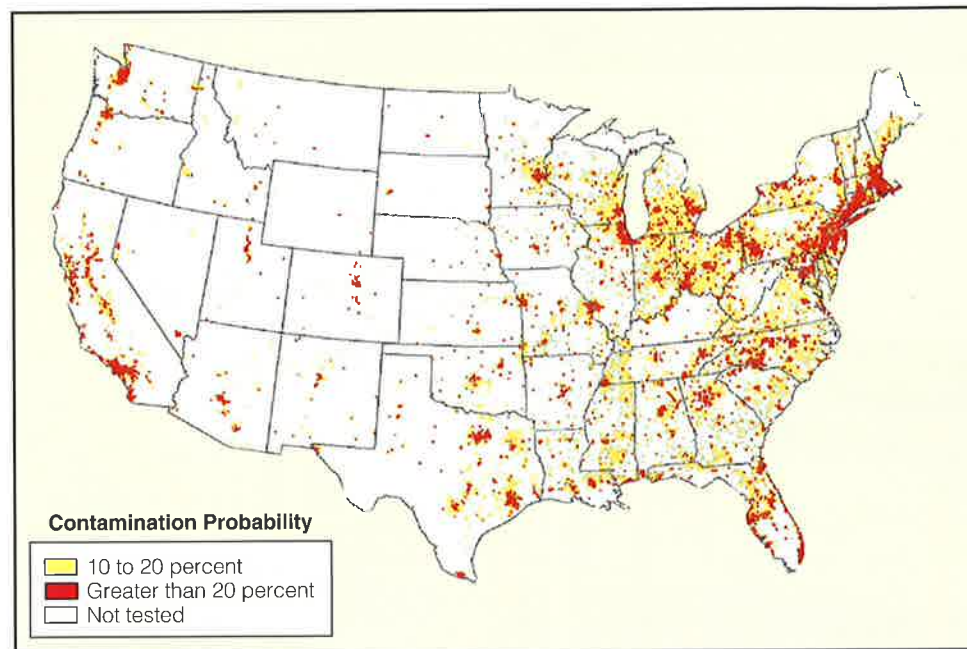 Contamination Probability
10 to 20 percent
Greater than 20 percent
Not tested